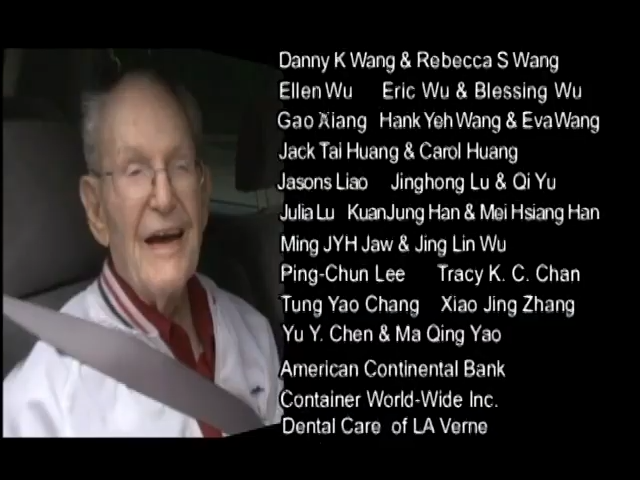 Danny K Wang & Rebecca S Wang
Ellen Wu Eric Wu & Blessing Wu
Gao Xiang Hank Yeh Wang & Eva Wang
Jack Tai Huang & Carol Huang
Jasons Liao Jinghong Lu & Qi Yu
Julia Lu KuanJung Han & Mei Hsiang Han
Ming JYH Jaw & Jing Lin Wu
Ping-Chun Lee Tracy K. C. Chan
Tung Yao Chang Xiao Jing Zhang
Yu Y. Chen & Ma Qing Yao
American Continental Bank
Container World-Wide Inc.
Dental Care of LA Verne